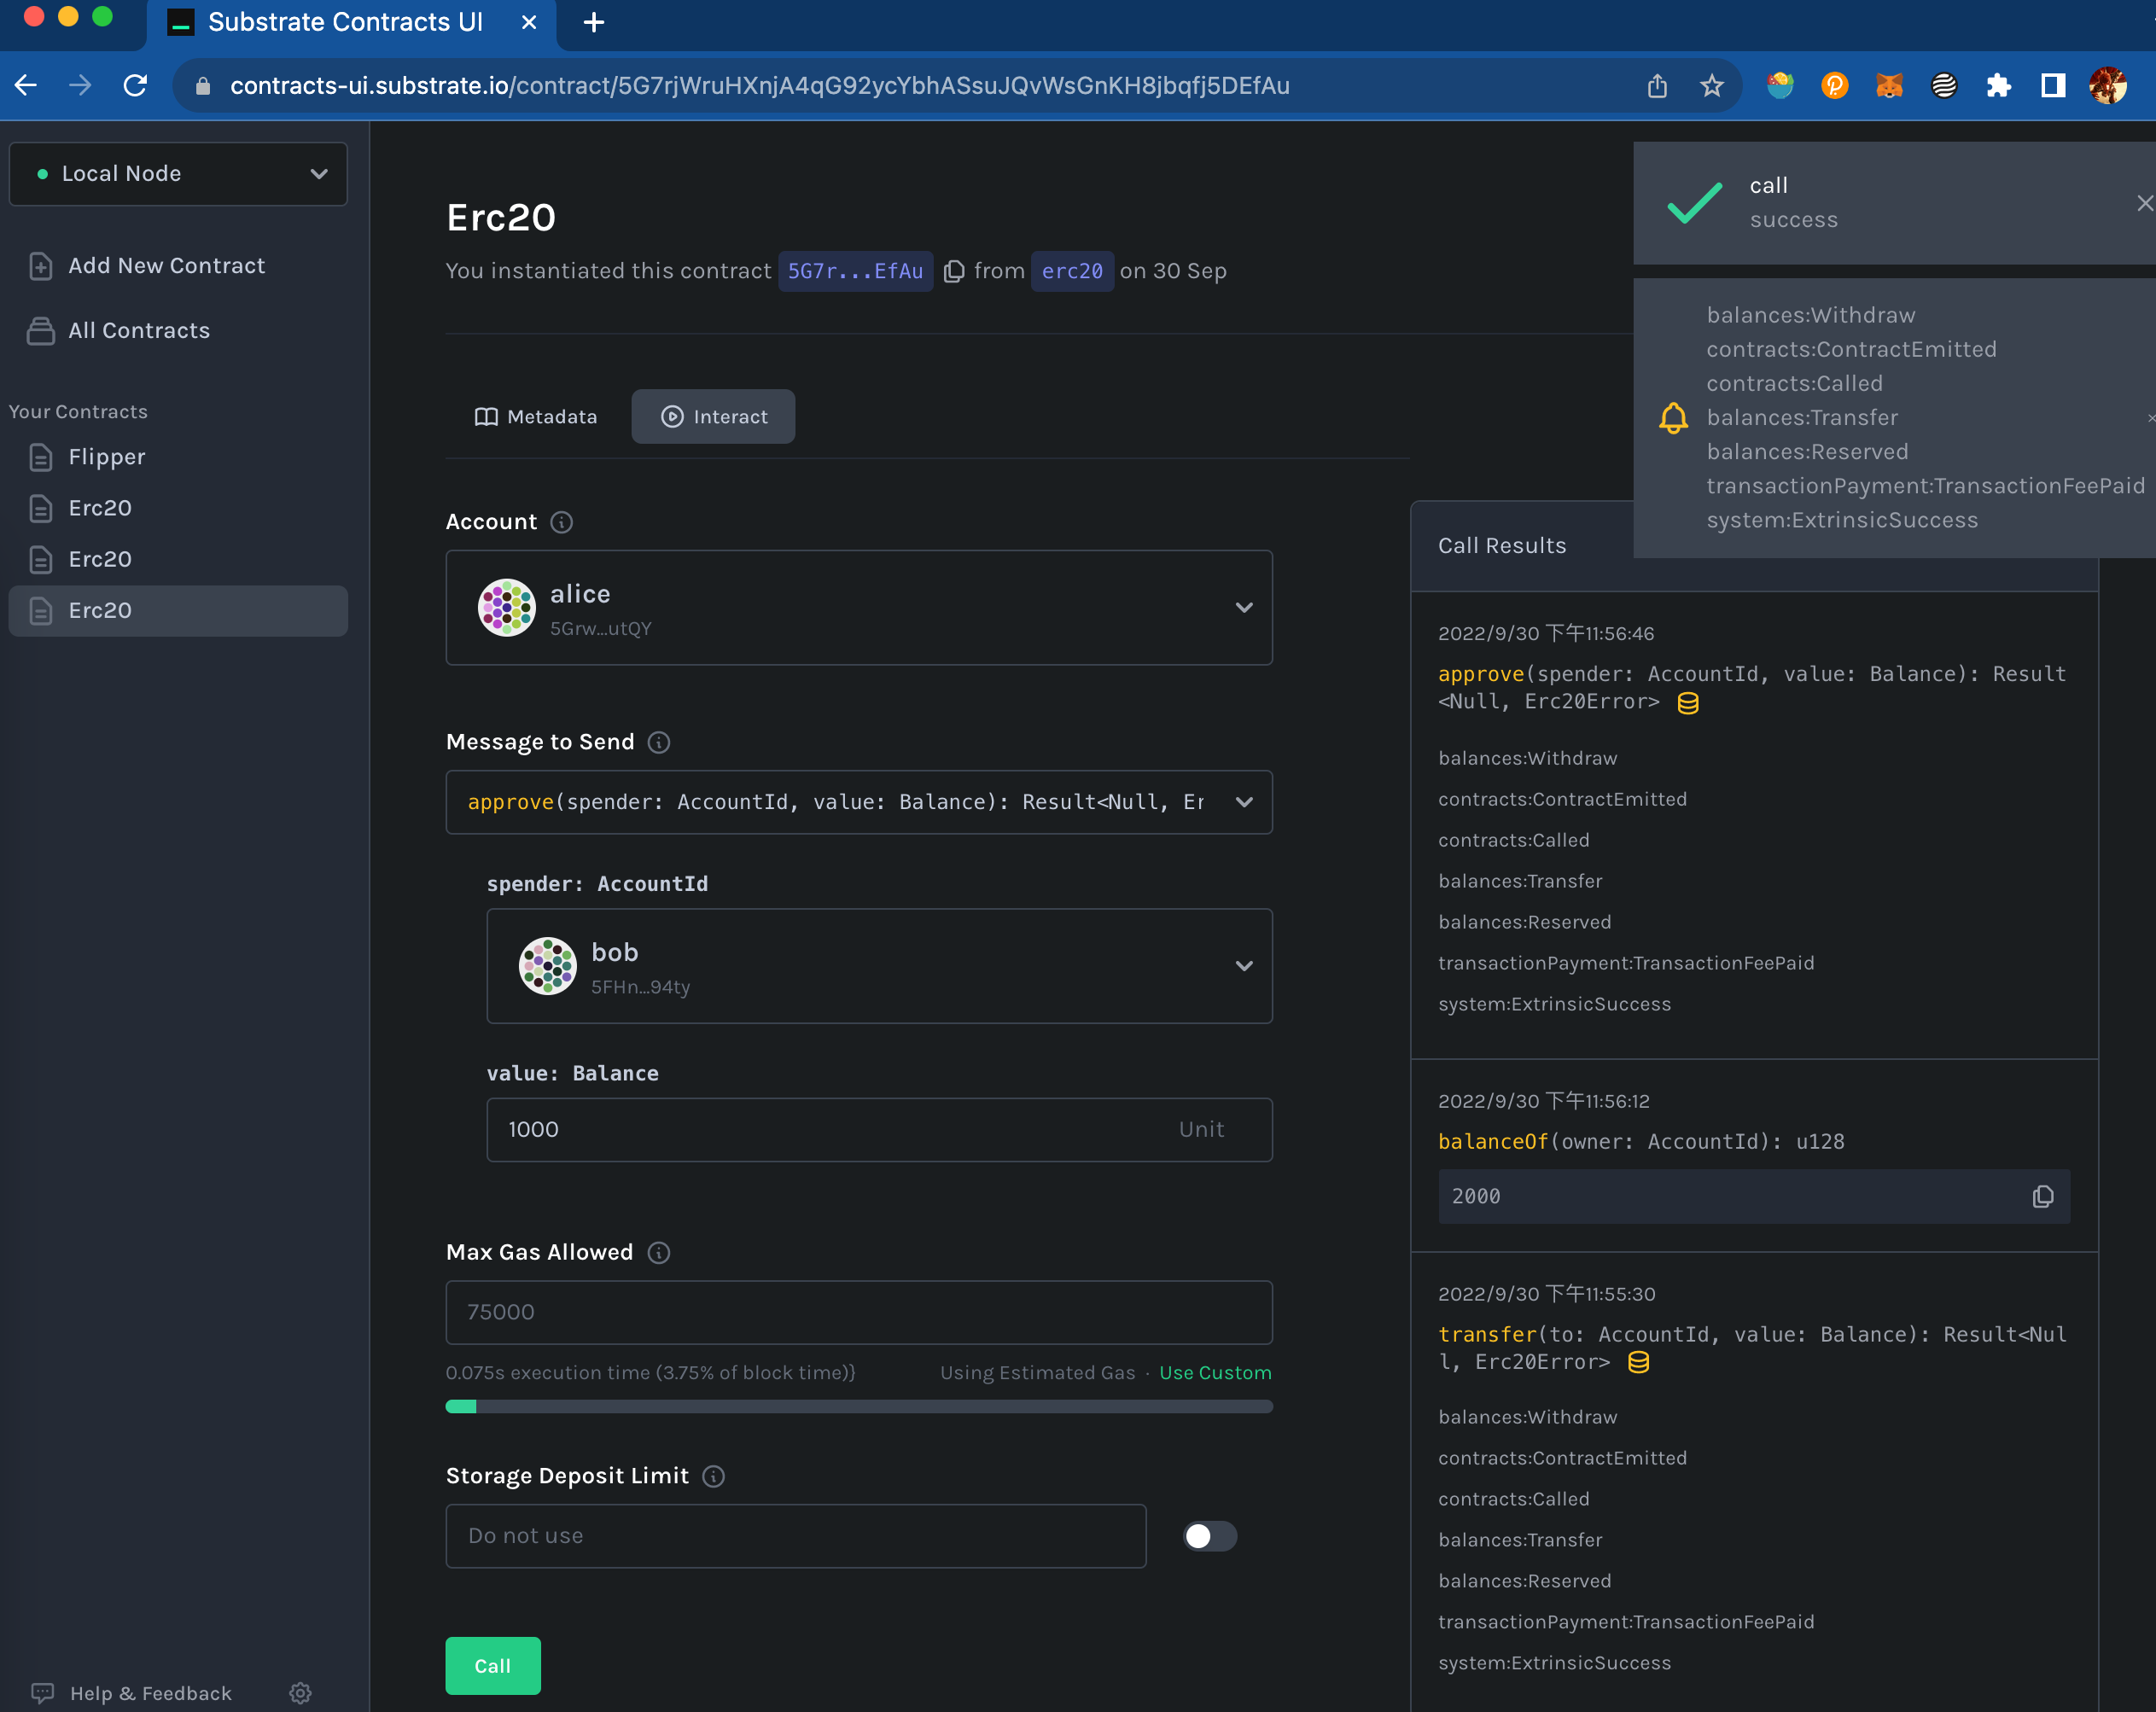 Substrate Contracts UI
contracts-ui.substrate.io/contract/5G7rjWruHXnjA4qG92ycYbhASsuJQvWsGnKH8jbqfj5DEfAu
Local Node
Add New Contract
All Contracts
Your Contracts
Flipper
Erc20
Erc20
Erc20
Help & Feedback
Erc20
You instantiated this contract 5G7r...EfAu from erc20 on 30 Sep
Metadata
Interact
Account
alice
5Grw...utQY
Message to Send
approve(spender: AccountId, value: Balance): Result<Null, Er
spender: AccountId
bob
5FHn...94ty
value: Balance
1000
Unit
Max Gas Allowed
75000
0.075s execution time (3.75% of block time)}
Using Estimated Gas · Use Custom
Storage Deposit Limit
Do not use
Call
call
success
balances:Withdraw
contracts:ContractEmitted
contracts:Called
balances:Transfer
balances:Reserved
transactionPayment:TransactionFeePaid
system:ExtrinsicSuccess
Call Results
2022/9/30 下午11:56:46
approve(spender: AccountId, value: Balance): Result
<Null, Erc20Error>
balances:Withdraw
contracts:ContractEmitted
contracts:Called
balances:Transfer
balances:Reserved
transactionPayment:TransactionFeePaid
system:ExtrinsicSuccess
2022/9/30 下午11:56:12
balanceOf(owner: AccountId): u128
2000
2022/9/30 下午11:55:30
transfer(to: AccountId, value: Balance): Result<Nul
l, Erc20Error>
balances:Withdraw
contracts:ContractEmitted
contracts:Called
balances:Transfer
balances:Reserved
transactionPayment:TransactionFeePaid
system:ExtrinsicSuccess